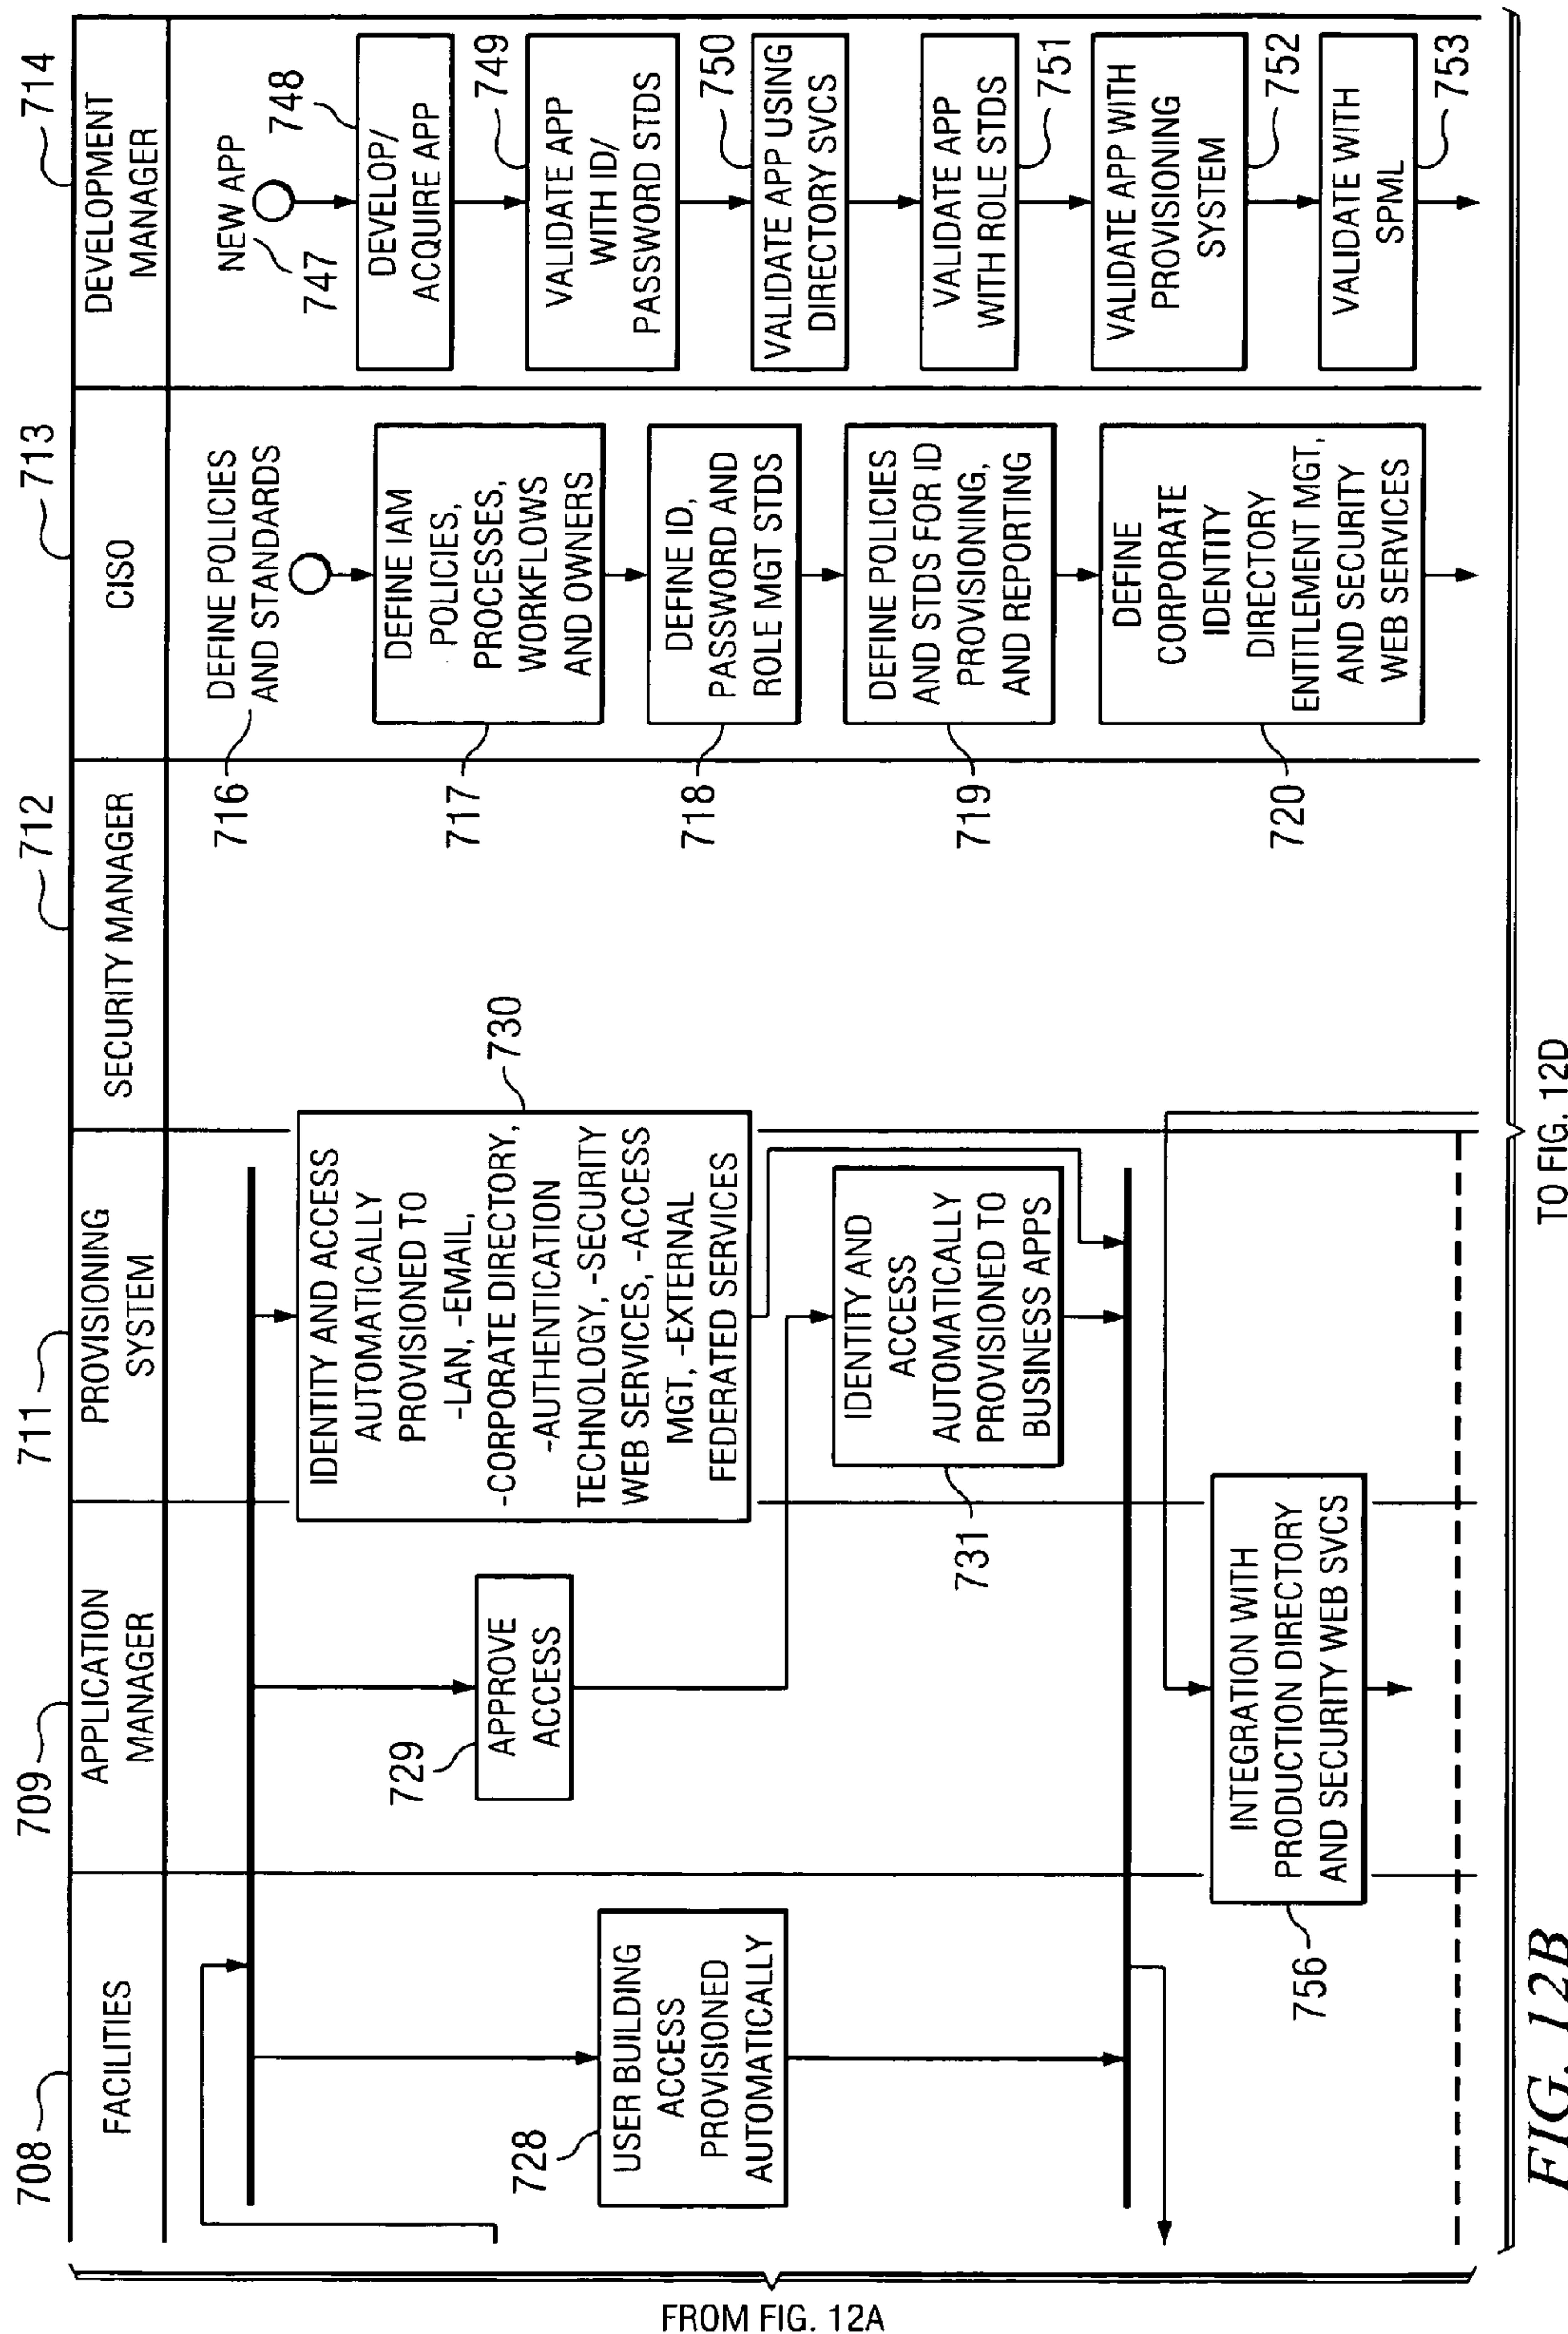 708
709
711
712
713
714
FACILITIES
APPLICATION
MANAGER
PROVISIONING
SYSTEM
SECURITY MANAGER
CISO
DEVELOPMENT
MANAGER
728
USER BUILDING
ACCESS
PROVISIONED
AUTOMATICALLY
729
APPROVE
ACCESS
IDENTITY AND ACCESS
AUTOMATICALLY
PROVISIONED TO
-LAN, -EMAIL,
-CORPORATE DIRECTORY,
-AUTHENTICATION
TECHNOLOGY, -SECURITY
WEB SERVICES, -ACCESS
MGT, -EXTERNAL
FEDERATED SERVICES
730
IDENTITY AND
ACCESS
AUTOMATICALLY
PROVISIONED TO
BUSINESS APPS
731
INTEGRATION WITH
PRODUCTION DIRECTORY
AND SECURITY WEB SVCS
756
DEFINE POLICIES
AND STANDARDS
716
DEFINE IAM
POLICIES,
PROCESSES,
WORKFLOWS
AND OWNERS
717
DEFINE ID,
PASSWORD AND
ROLE MGT STDS
718
DEFINE POLICIES
AND STDS FOR ID
PROVISIONING,
AND REPORTING
719
DEFINE
CORPORATE
IDENTITY
DIRECTORY
ENTITLEMENT MGT,
AND SECURITY
WEB SERVICES
720
NEW APP
747
748
DEVELOP/
ACQUIRE APP
749
VALIDATE APP
WITH ID/
PASSWORD STDS
750
VALIDATE APP USING
DIRECTORY SVCS
VALIDATE APP
WITH ROLE STDS
751
VALIDATE APP WITH
PROVISIONING
SYSTEM
752
VALIDATE WITH
SPML
753
FROM FIG. 12A
TO FIG. 12D
FIG. 12B